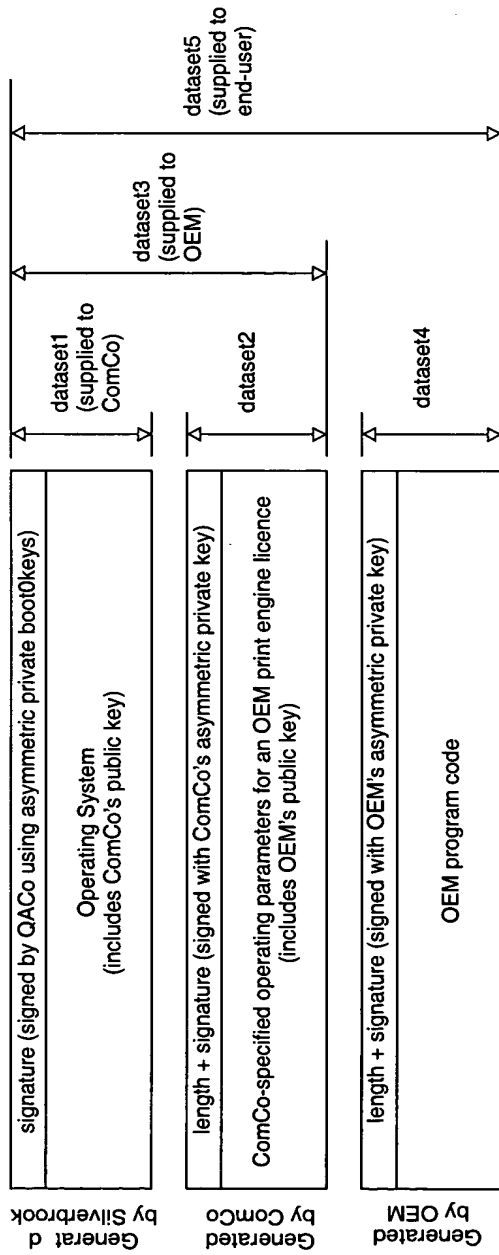 Generat d
by Silverbrook
signature (signed by QACo using asymmetric private boot0keys)
Operating System
(includes ComCo's public key)
dataset1
(supplied to
ComCo)
dataset3
(supplied to
OEM)
dataset5
(supplied to
end-user
Generated
by ComCo
length + signature (signed with ComCo's asymmetric private key)
ComCo-specified operating parameters for an OEM print engine licence
(includes OEM's public key)
dataset2
Generated
by OEM
length + signature (signed with OEM's asymmetric private key)
OEM program code
dataset4